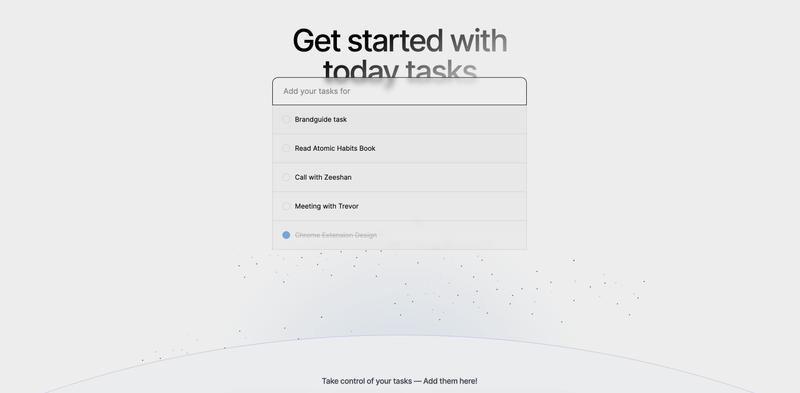 Get started with
today tasks
Add your tasks for
Brandguide task
Read Atomic Habits Book
Call with Zeeshan
Meeting with Trevor
Chrome Extension Design
Take control of your tasks — Add them here!